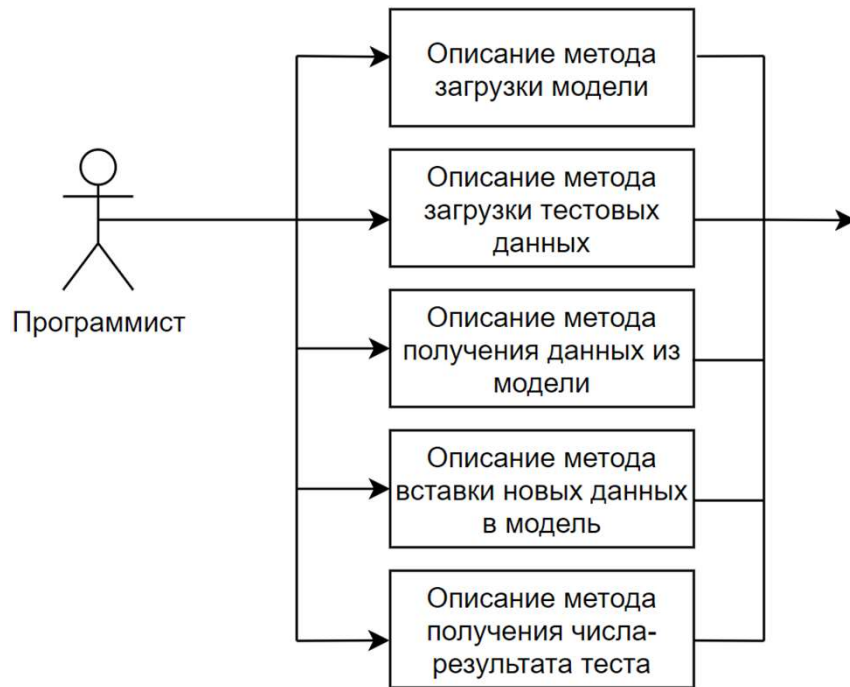 Описание метода
загрузки модели
Описание метода
загрузки тестовых
данных
Программист
Описание метода
получения данных из
модели
Описание метода
вставки новых данных
в модель
Описание метода
получения числа-
результата теста